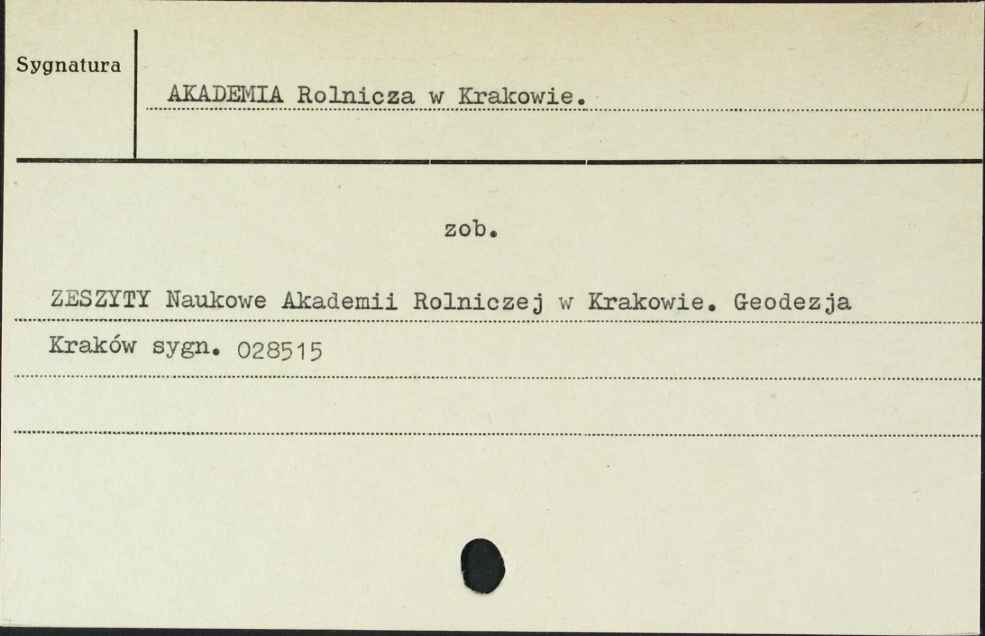 Sygnatura
AKADEMIA Rolnicza w Krakowie.
zob.
ZESZYTY Naukowe Akademii Rolniczej w Krakowie. Geodezja
Kraków sygn. 028515